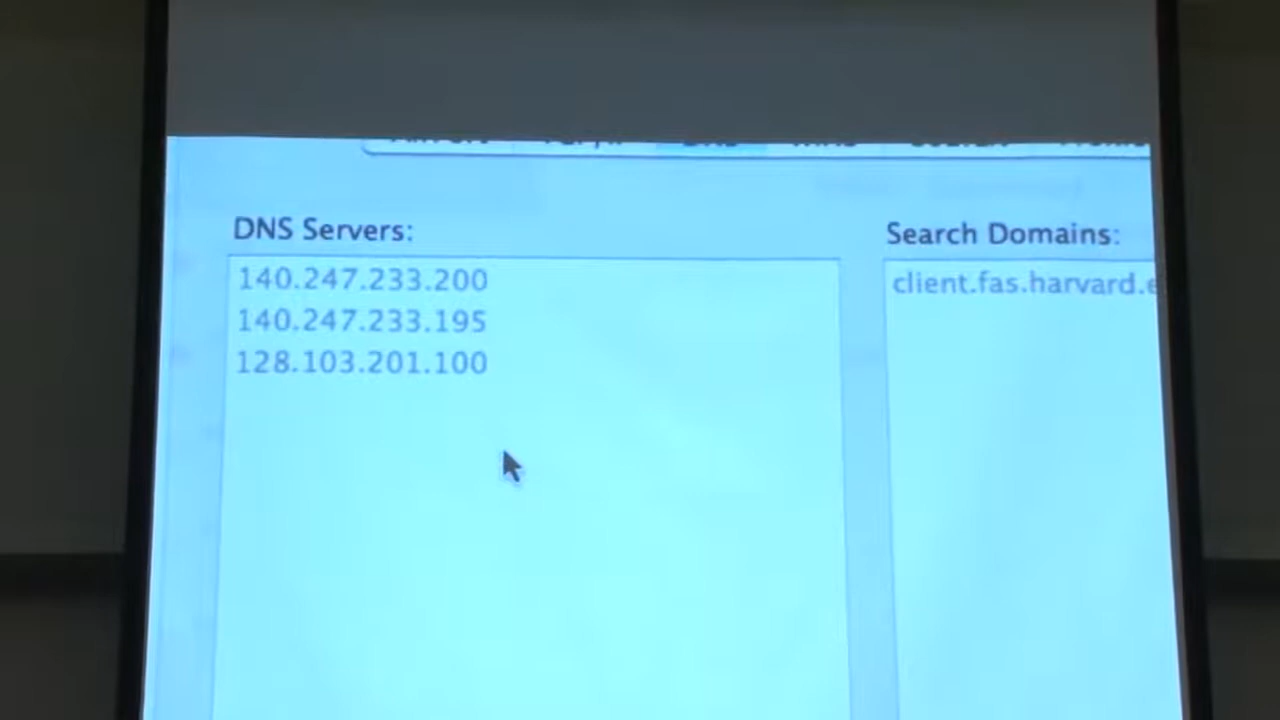 DNS Servers:
140.247.233.200
140.247.233.195
128.103.201.100
Search Domains:
client.fas.harvard.e